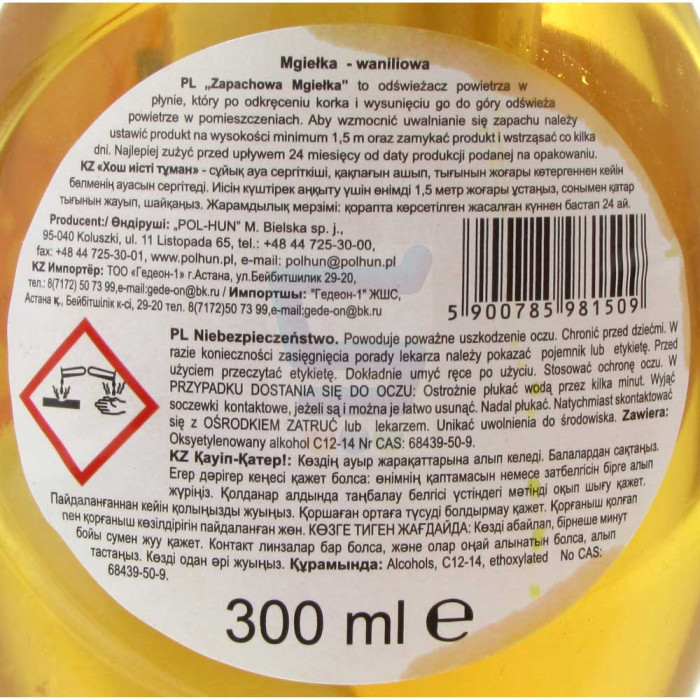 Mgiełka - waniliowa
PL „Zapachowa Mgiełka" to odświeżacz powietrza w
płynie, który po odkręceniu korka i wysunięciu go do góry odświeża
powietrze w pomieszczeniach. Aby wzmocnić uwalnianie się zapachu należy
ustawić produkt na wysokości minimum 1,5 m oraz zamykać produkt i wstrząsać co kilka
dni. Najlepiej zużyć przed upływem 24 miesięcy od daty produkcji podanej na opakowaniu.
KZ «Хош иісті тұман» - сұйық ауа сергіткіші, қақпағын ашып, тығынын жоғары көтергеннен кейін
бөлменің ауасын сергітеді. Иісін күштірек аңқыту үшін өнімді 1,5 метр жоғары ұстаңыз, сонымен қатар
тығынын жауып, шайқаңыз. Жарамдылық мерзімі: қорапта көрсетілген жасалған күннен бастап 24 ай.
Producent:/ Өндіруші: „POL-HUN" M. Bielska sp. j.,
95-040 Koluszki, ul. 11 Listopada 65, tel.: +48 44 725-30-00,
fax: +48 44 725-30-01, www.polhun.pl, e-mail: polhun@polhun.pl
KZ Импортёр: ТОО «Гедеон-1» г.Астана, ул.Бейбитшилик 29-20,
тел.: 8(7172) 50 73 99,e-mail:gede-on@bk.ru / Импортшы: "Гедеон-1" ЖШС,
Астана қ., Бейбітшілік к-сі, 29-20 тел. 8(7172)50 73 99,e-mail:gede-on@bk.ru
5 900785 981509
PL Niebezpieczeństwo. Powoduje poważne uszkodzenie oczu. Chronić przed dziećmi. W
razie konieczności zasięgnięcia porady lekarza należy pokazać pojemnik lub etykietę. Przed
użyciem przeczytać etykietę. Dokładnie umyć ręce po użyciu. Stosować ochronę oczu. W
PRZYPADKU DOSTANIA SIĘ DO OCZU: Ostrożnie płukać wodą przez kilka minut. Wyjąć
soczewki kontaktowe, jeżeli są i można je łatwo usunąć. Nadal płukać. Natychmiast skontaktować
się z OŚRODKIEM ZATRUĆ lub lekarzem. Unikać uwolnienia do środowiska. Zawiera:
Oksyetylenowany alkohol C12-14 Nr CAS: 68439-50-9.
KZ Қауіп-Қатер!: Көздің ауыр жарақаттарына алып келеді. Балалардан сақтаңыз.
Егер дәрігер кеңесі қажет болса: өнімнің қаптамасын немесе затбелгісін бірге алып
жүріңіз. Қолданар алдында таңбалау белгісі үстіндегі мәтінді оқып шығу қажет.
Пайдаланғаннан кейін қолыңызды жуыңыз. Қоршаған ортаға түсуді болдырмау қажет. Қорғаныш қолғап
пен қорғаныш көзілдірігін пайдаланған жөн. КӨЗГЕ ТИГЕН ЖАҒДАЙДА: Көзді абайлап, бірнеше минут
бойы сумен жуу қажет. Контакт линзалар бар болса, және олар оңай алынатын болса, алып
тастаңыз. Көзді одан әрі жуыңыз. Құрамында: Alcohols, C12-14, ethoxylated No CAS:
68439-50-9.
300 ml e